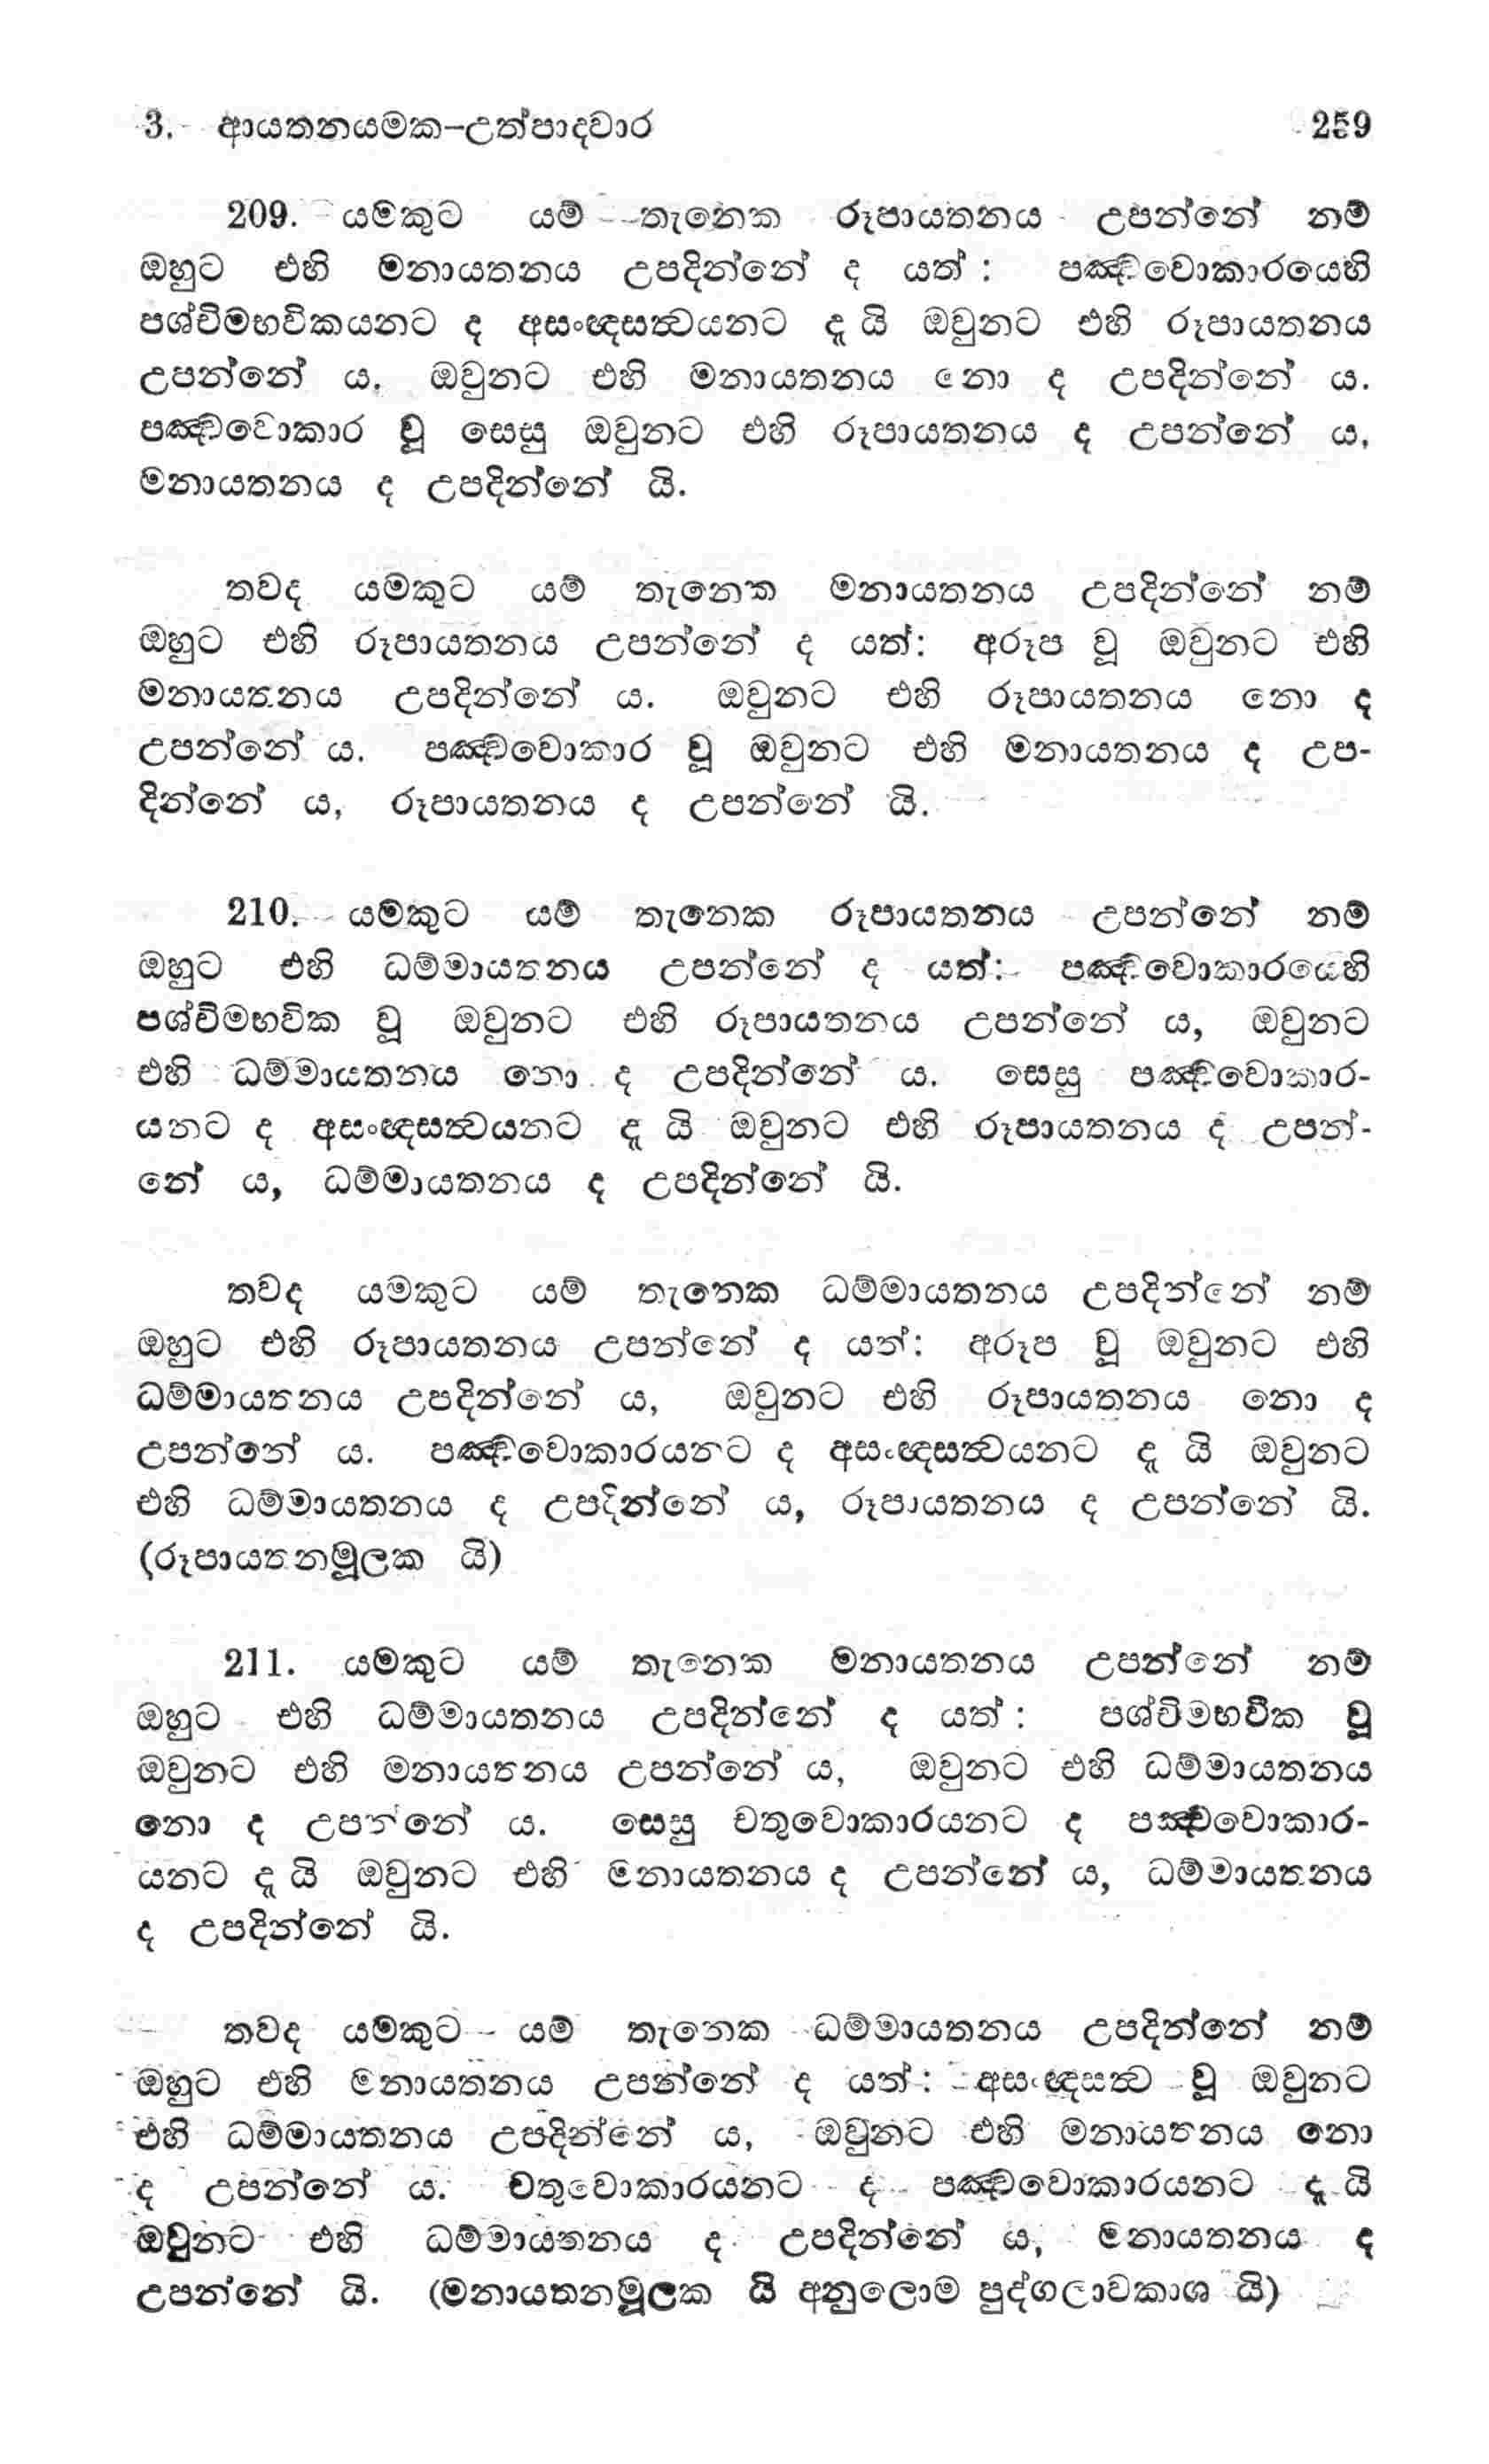 3. ආයතනයමක-උත්පාදවාර 259
209. යමකුට යම් තැනෙක රූපායතනය උපන්නේ නම්
ඔහුට එහි මනායතනය උපදින්නේ ද යත් : පඤ්චවොකාරයෙහි
පශ්චිමභවිකයනට ද අසංඥසත්‍වයනට ද යි ඔවුනට එහි රූපායතනය
උපන්නේ ය. ඔවුනට එහි මනායතනය නො ද උපදින්නේ ය.
පඤ්චවොකාර වූ සෙසු ඔවුනට එහි රූපායතනය ද උපන්නේ ය,
මනායතනය ද උපදින්නේ යි.
තවද යමකුට යම් තැනෙක මනායතනය උපදින්නේ නම්
ඔහුට එහි රූපායතනය උපන්නේ ද යත්: අරූප වූ ඔවුනට එහි
මනායතනය උපදින්නේ ය. ඔවුනට එහි රූපායතනය නො ද
උපන්නේ ය. පඤ්චවොකාර වූ ඔවුනට එහි මනායතනය ද උප-
දින්නේ ය, රූපායතනය ද උපන්නේ යි.
210. යමකුට යම් තැනෙක රූපායතනය උපන්නේ නම්
ඔහුට එහි ධම්මායතනය උපන්නේ ද යත්: පඤ්චවොකාරයෙහි
පශ්චිමභවික වූ ඔවුනට එහි රූපායතනය උපන්නේ ය, ඔවුනට
එහි ධම්මායතනය නො ද උපදින්නේ ය. සෙසු පඤ්චවොකාර-
යනට ද අසංඥසත්‍වයනට දැ යි ඔවුනට එහි රූපායතනය ද උපන්-
නේ ය, ධම්මායතනය ද උපදින්නේ යි.
තවද යමකුට යම් තැනෙක ධම්මායතනය උපදින්නේ නම්
ඔහුට එහි රූපායතනය උපන්නේ ද යත්: අරූප වූ ඔවුනට එහි
ධම්මායතනය උපදින්නේ ය, ඔවුනට එහි රූපායතනය නො ද
උපන්නේ ය. පඤ්චවොකාරයනට ද අසංඥසත්‍වයනට දැ යි ඔවුනට
එහි ධම්මායතනය ද උපදින්නේ ය, රූපායතනය ද උපන්නේ යි.
(රූපායතනමූලක යි)
211. යමකුට යම් තැනෙක මනායතනය උපන්නේ නම්
ඔහුට එහි ධම්මායතනය උපදින්නේ ද යත් : පශ්චිමභවික වූ
ඔවුනට එහි මනායතනය උපන්නේ ය, ඔවුනට එහි ධම්මායතනය
නො ද උපන්නේ ය. සෙසු චතුවොකාරයනට ද පඤ්චවොකාර-
යනට දැ යි ඔවුනට එහි මනායතනය ද උපන්නේ ය, ධම්මායතනය
ද උපදින්නේ යි.
තවද යමකුට යම් තැනෙක ධම්මායතනය උපදින්නේ නම්
ඔහුට එහි මනායතනය උපන්නේ ද යත්: අසංඥසත්‍ව වූ ඔවුනට
එහි ධම්මායතනය උපදින්නේ ය, ඔවුනට එහි මනායතනය නො
ද උපන්නේ ය. චතුවොකාරයනට ද පඤ්චවොකාරයනට දැ යි
ඔවුනට එහි ධම්මායතනය ද උපදින්නේ ය, මනායතනය ද
උපන්නේ යි. (මනායතනමූලක යි අනුලොම පුද්ගලාවකාශ යි)